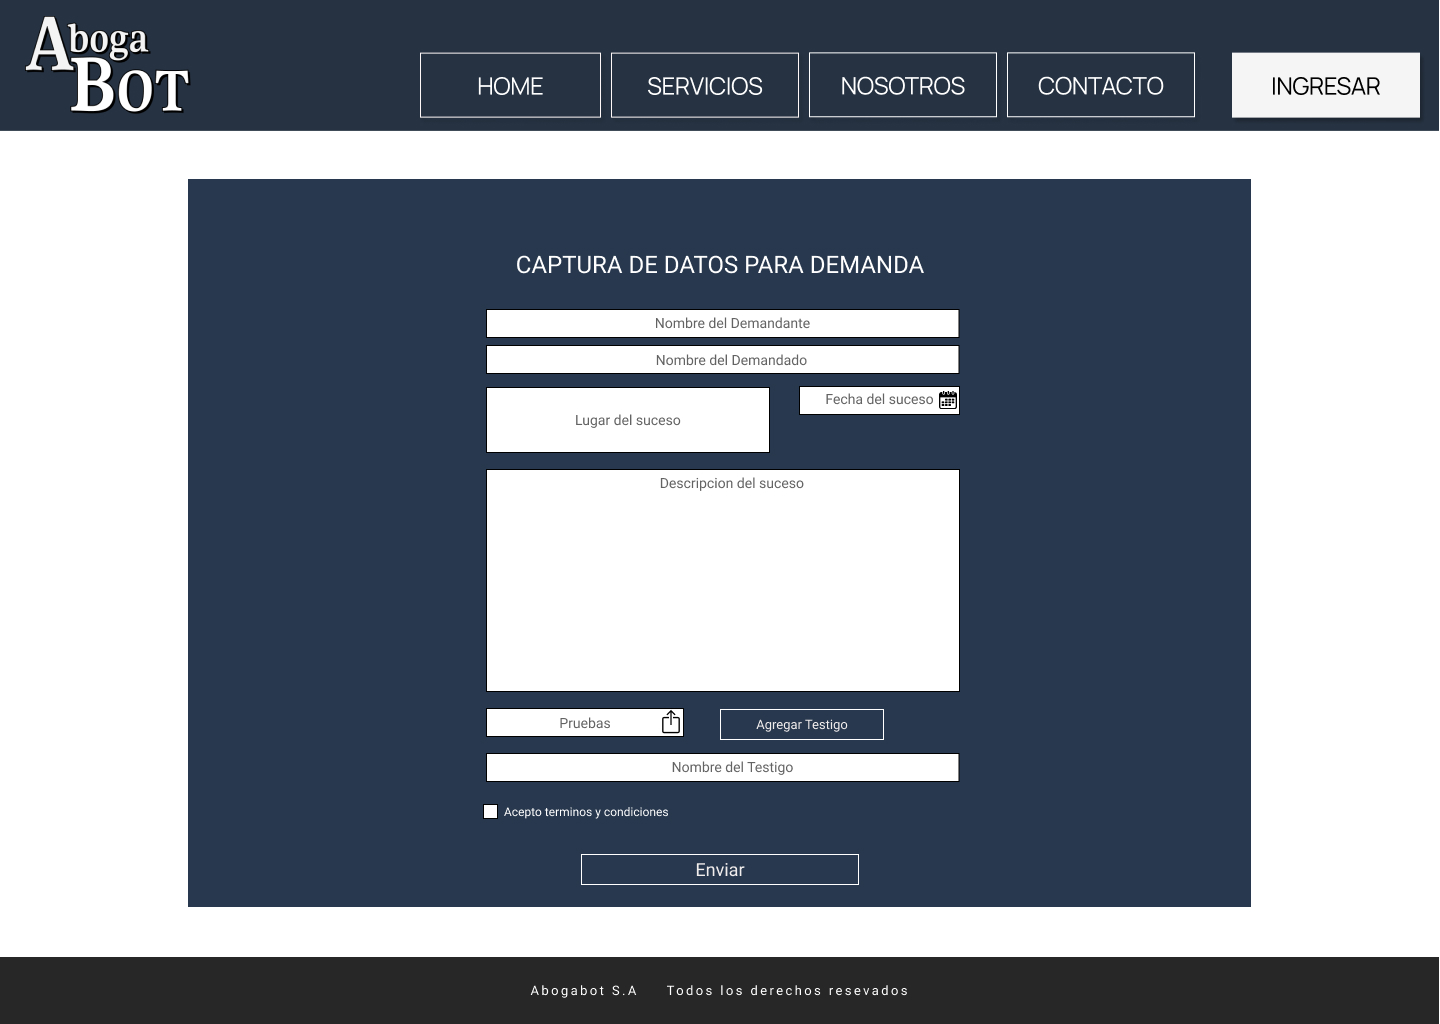 Aboga
BOT
HOME
SERVICIOS
NOSOTROS
CONTACTO
INGRESAR
CAPTURA DE DATOS PARA DEMANDA
Nombre del Demandante
Nombre del Demandado
Lugar del suceso
Fecha del suceso
Descripcion del suceso
Pruebas
Agregar Testigo
Nombre del Testigo
Acepto terminos y condiciones
Enviar
Abogabot S.A Todos los derechos resevados